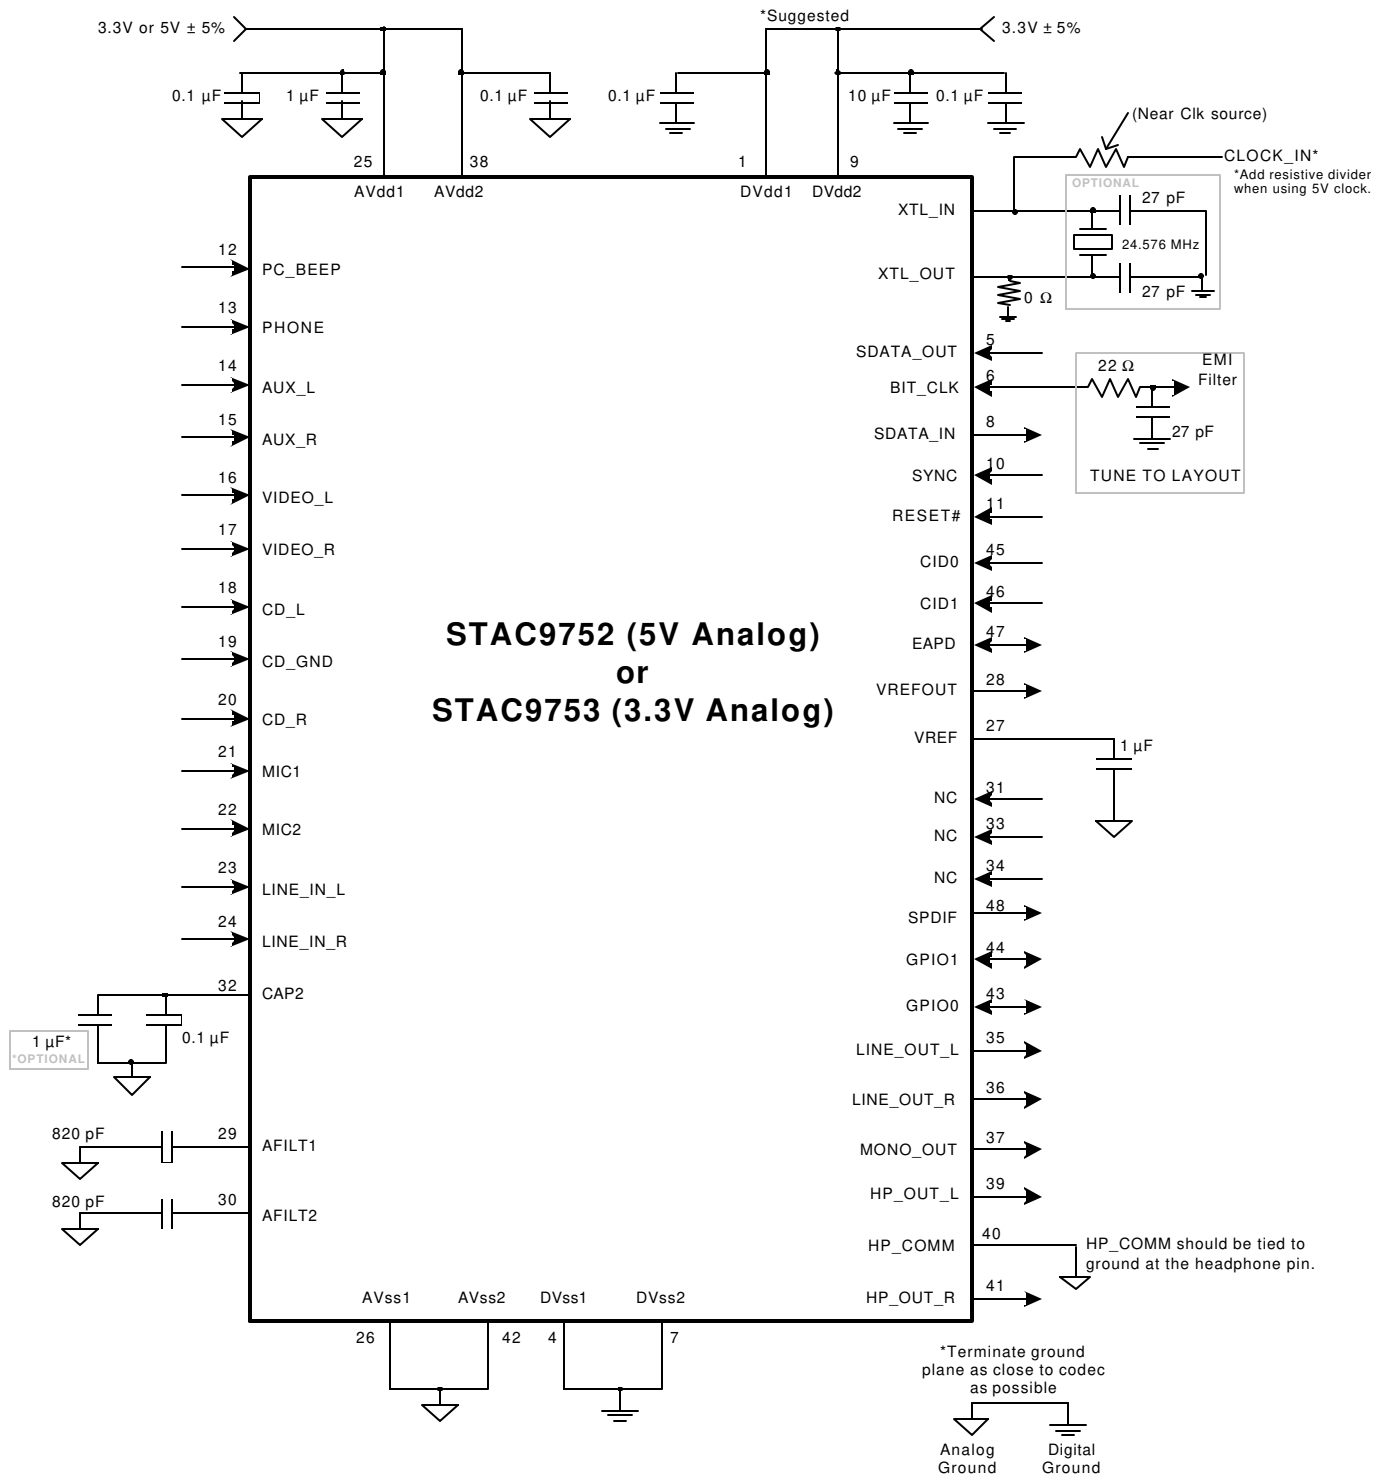 *Suggested
3.3V or 5V ± 5%
3.3V ± 5%
0.1 µF
1 µF
0.1 µF
0.1 µF
10 µF
0.1 µF
(Near Clk source)
CLOCK_IN*
*Add resistive divider
when using 5V clock.
25
38
1
9
AVdd1
AVdd2
DVdd1
DVdd2
OPTIONAL
XTL_IN
27 pF
24.576 MHz
XTL_OUT
27 pF
0 Ω
12
PC_BEEP
13
PHONE
14
AUX_L
15
AUX_R
16
VIDEO_L
17
VIDEO_R
18
CD_L
19
CD_GND
20
CD_R
21
MIC1
22
MIC2
23
LINE_IN_L
24
LINE_IN_R
32
CAP2
1 µF*
*OPTIONAL
0.1 µF
820 pF
29
AFILT1
820 pF
30
AFILT2
STAC9752 (5V Analog)
or
STAC9753 (3.3V Analog)
SDATA_OUT
5
BIT_CLK
6
22 Ω
EMI
Filter
27 pF
TUNE TO LAYOUT
SDATA_IN
8
SYNC
10
RESET#
11
CID0
45
CID1
46
EAPD
47
VREFOUT
28
VREF
27
1 µF
NC
31
NC
33
NC
34
SPDIF
48
GPIO1
44
GPIO0
43
LINE_OUT_L
35
LINE_OUT_R
36
MONO_OUT
37
HP_OUT_L
39
HP_COMM
40
HP_COMM should be tied to
ground at the headphone pin.
HP_OUT_R
41
AVss1
AVss2
DVss1
DVss2
26
42
4
7
*Terminate ground
plane as close to codec
as possible
Analog
Ground
Digital
Ground